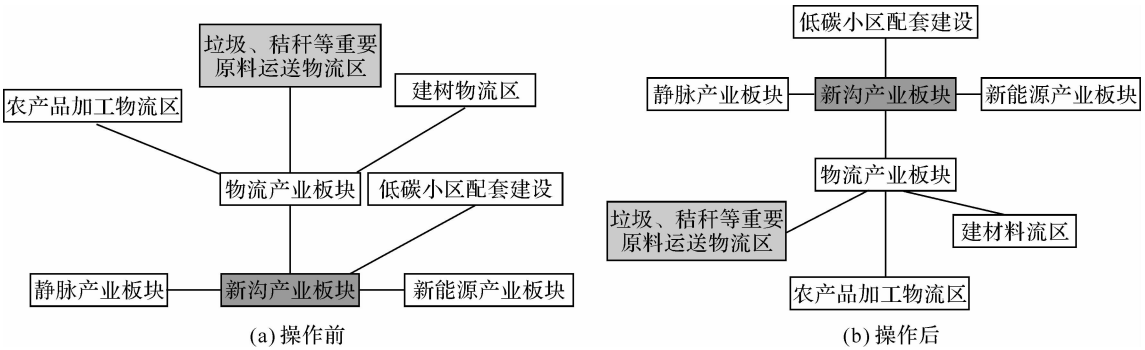 垃圾、秸秆等重要
原料运送物流区
建树物流区
农产品加工物流区
物流产业板块
低碳小区配套建设
静脉产业板块
新沟产业板块
新能源产业板块
(a) 操作前
低碳小区配套建设
静脉产业板块
新沟产业板块
新能源产业板块
物流产业板块
垃圾、秸秆等重要
原料运送物流区
建材料流区
农产品加工物流区
(b) 操作后